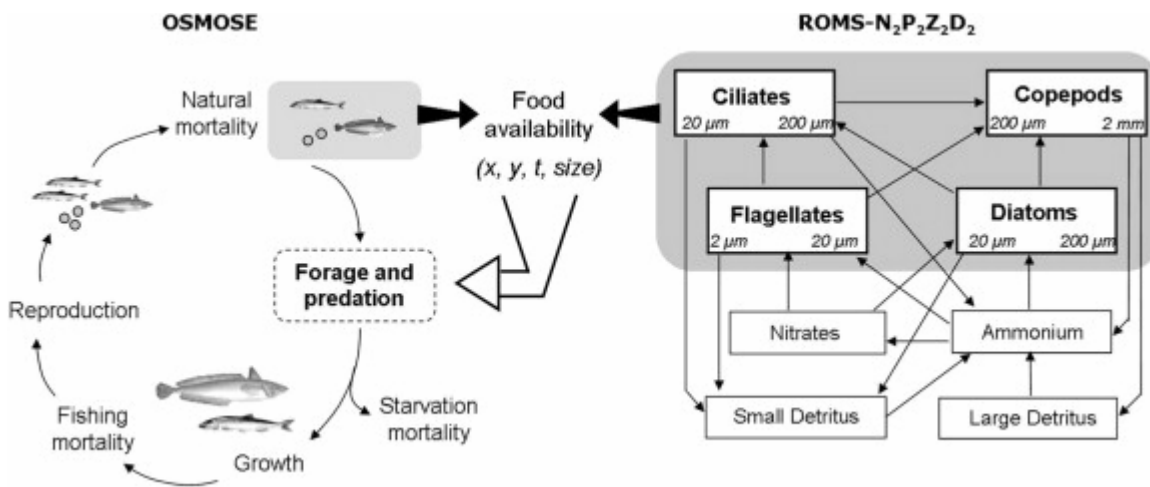 OSMOSE
ROMS-N₂P₂Z₂D₂
Natural
mortality
Food
availability
(x, y, t, size)
Forage and
predation
Reproduction
Fishing
mortality
Growth
Starvation
mortality
Ciliates
20 µm 200 µm
Copepods
200 µm 2 mm
Flagellates
2 µm 20 µm
Diatoms
20 µm 200 µm
Nitrates
Ammonium
Small Detritus
Large Detritus